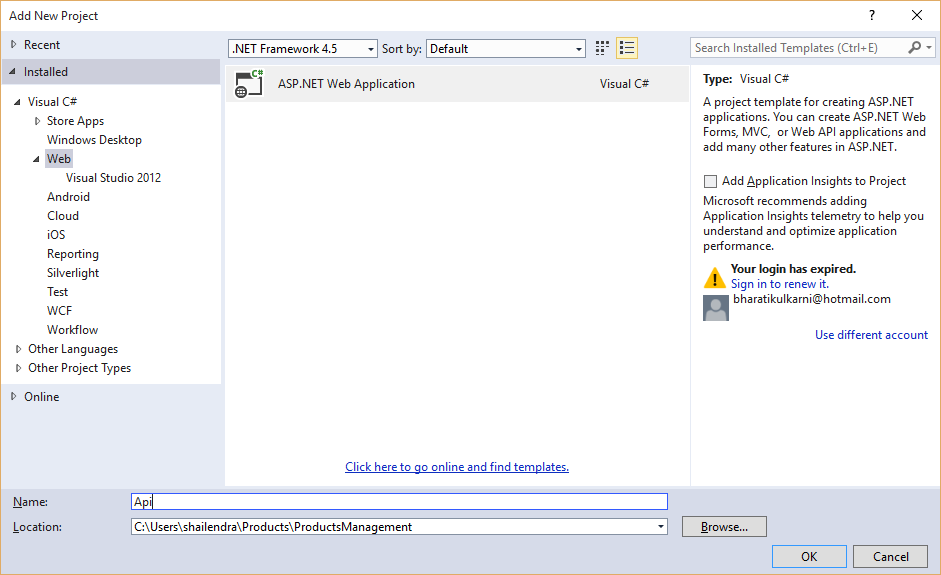 Add New Project
?
Recent
.NET Framework 4.5 Sort by: Default
Search Installed Templates (Ctrl+E)
Installed
Visual C#
Store Apps
Windows Desktop
Web
Visual Studio 2012
Android
Cloud
iOS
Reporting
Silverlight
Test
WCF
Workflow
Other Languages
Other Project Types
Online
C#
ASP.NET Web Application Visual C#
Click here to go online and find templates.
Type: Visual C#
A project template for creating ASP.NET
applications. You can create ASP.NET Web
Forms, MVC, or Web API applications and
add many other features in ASP.NET.
Add Application Insights to Project
Microsoft recommends adding
Application Insights telemetry to help you
understand and optimize application
performance.
Your login has expired.
Sign in to renew it.
bharatikulkarni@hotmail.com
Use different account
Name: Api
Location: C:\Users\shailendra\Products\ProductsManagement
Browse...
OK Cancel